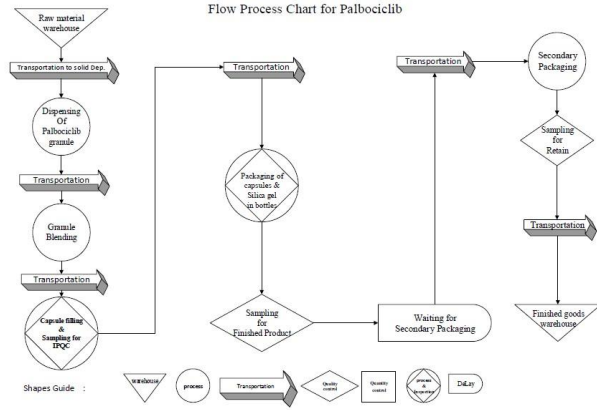 Flow Process Chart for Palbociclib
Raw material
warehouse
Transportation to solid Dep.
Dispensing
Of
Palbociclib
granule
Transportation
Granule
Blending
Transportation
Capsule filling
&
Sampling for
IPQC
Transportation
Packaging of
capsules &
Silica gel
in bottles
Sampling
for
Finished Product
Waiting for
Secondary Packaging
Transportation
Secondary
Packaging
Sampling
for
Retain
Transportation
Finished goods
warehouse
Shapes Guide :
warehouse
process
Transportation
Quality
control
Quantity
control
process
&
Inspection
DeLay